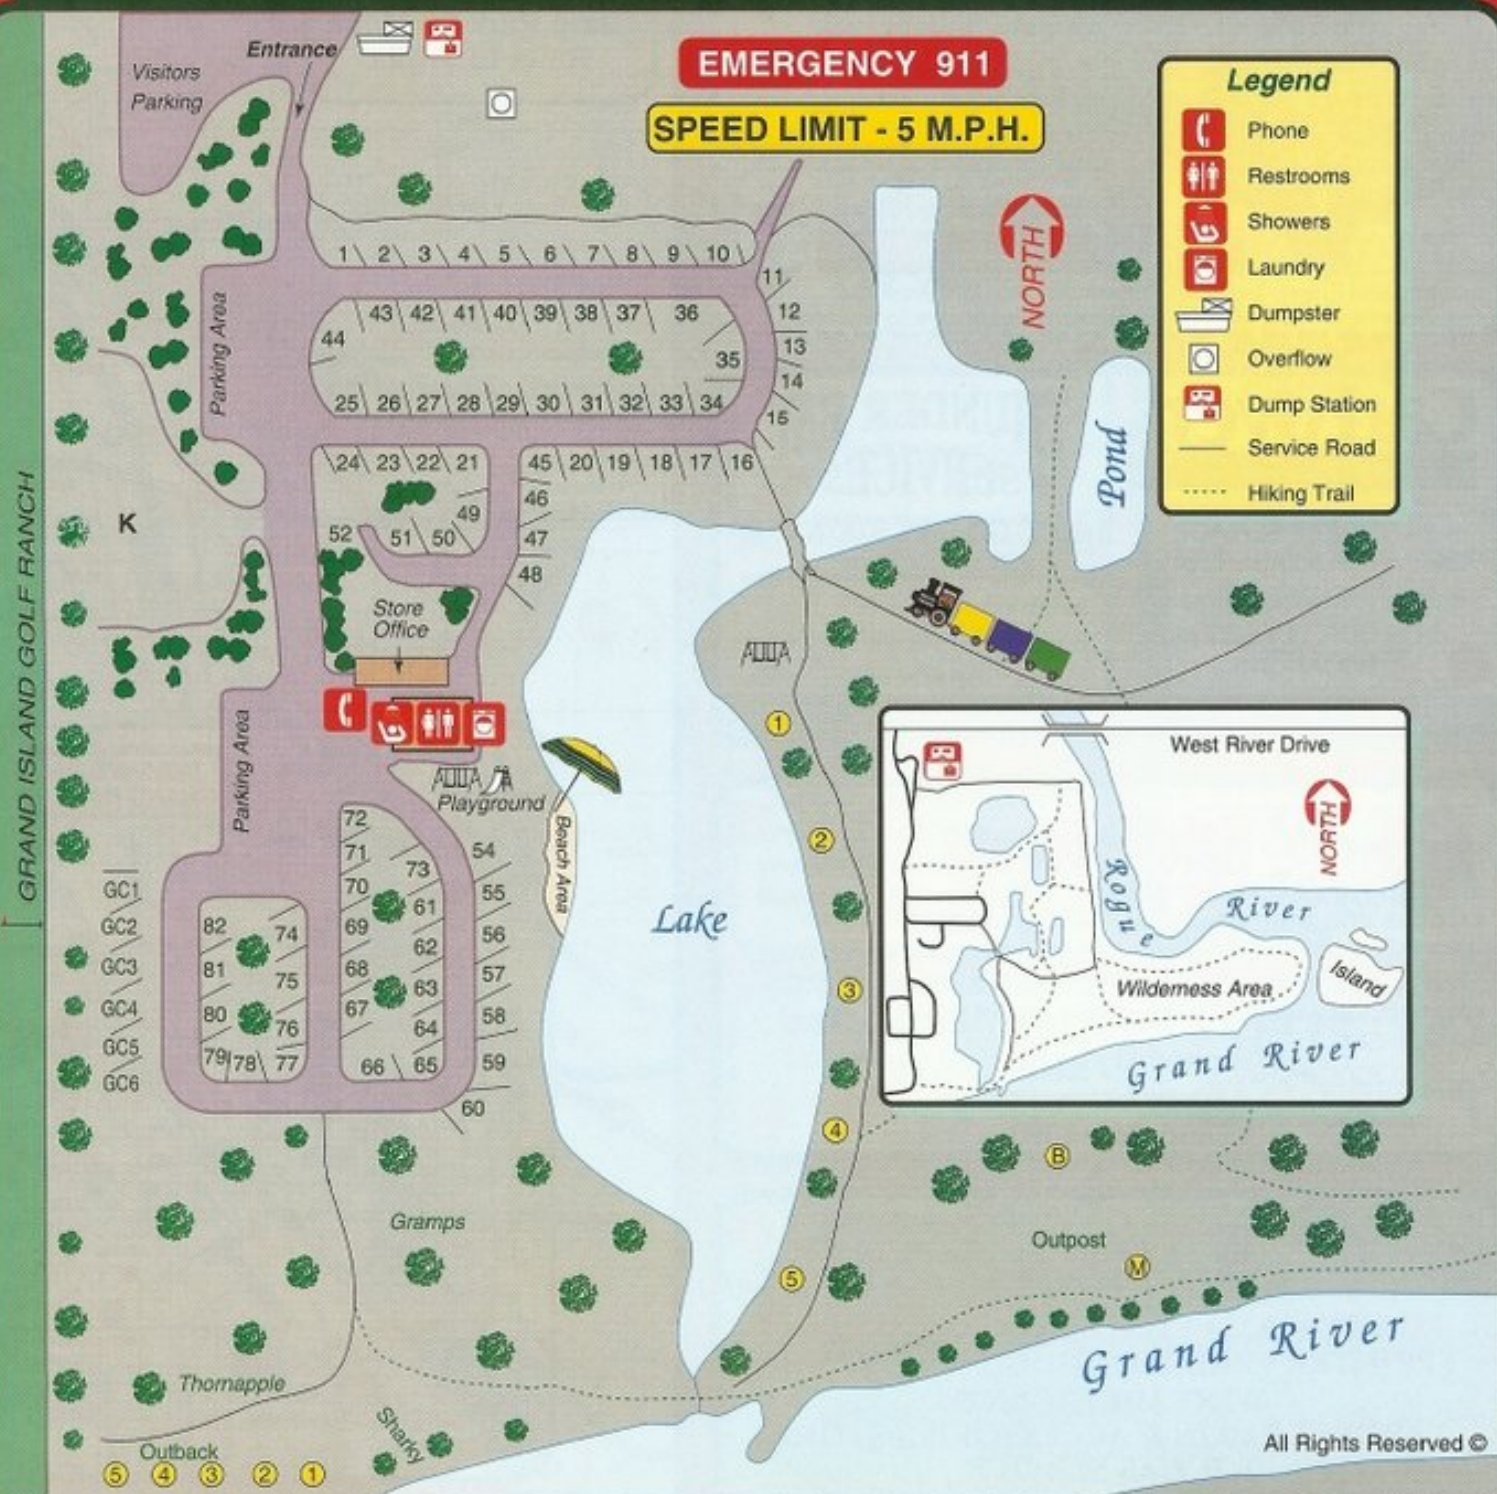 Visitors
Parking
Entrance
EMERGENCY 911
SPEED LIMIT - 5 M.P.H.
Legend
Phone
Restrooms
Showers
Laundry
Dumpster
Overflow
Dump Station
Service Road
Hiking Trail
NORTH
Pond
1 2 3 4 5 6 7 8 9 10
11
12
13
14
15
43 42 41 40 39 38 37 36
44
35
25 26 27 28 29 30 31 32 33 34
24 23 22 21
45 20 19 18 17 16
46
47
48
49
50
51
52
Parking Area
K
GRAND ISLAND GOLF RANCH
Store
Office
Parking Area
Playground
Beach Area
Lake
72
71
70
69
68
67
66
65
73
61
62
63
64
54
55
56
57
58
59
60
GC1
GC2
GC3
GC4
GC5
GC6
82
81
80
79 78 77
74
75
76
1
2
3
4
5
West River Drive
NORTH
Rogue
River
Wilderness Area
Island
Grand River
B
Outpost
M
Grand River
Gramps
Thornapple
Sharky
Outback
5 4 3 2 1
All Rights Reserved ©